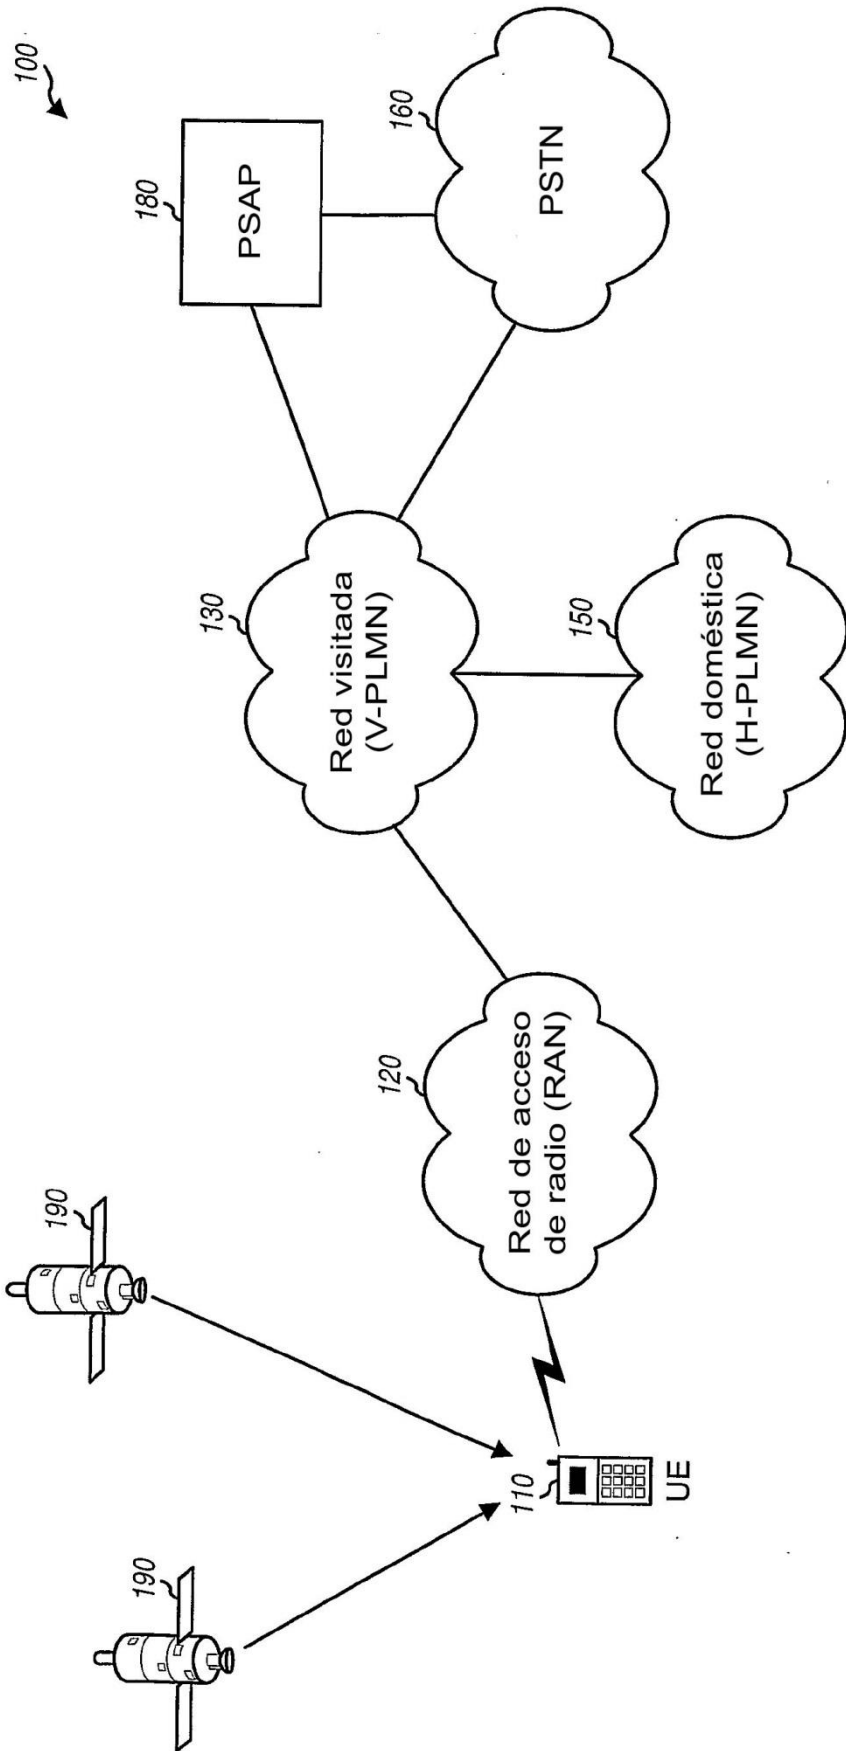 100
190
190
110
UE
120
Red de acceso
de radio (RAN)
130
Red visitada
(V-PLMN)
150
Red doméstica
(H-PLMN)
180
PSAP
160
PSTN